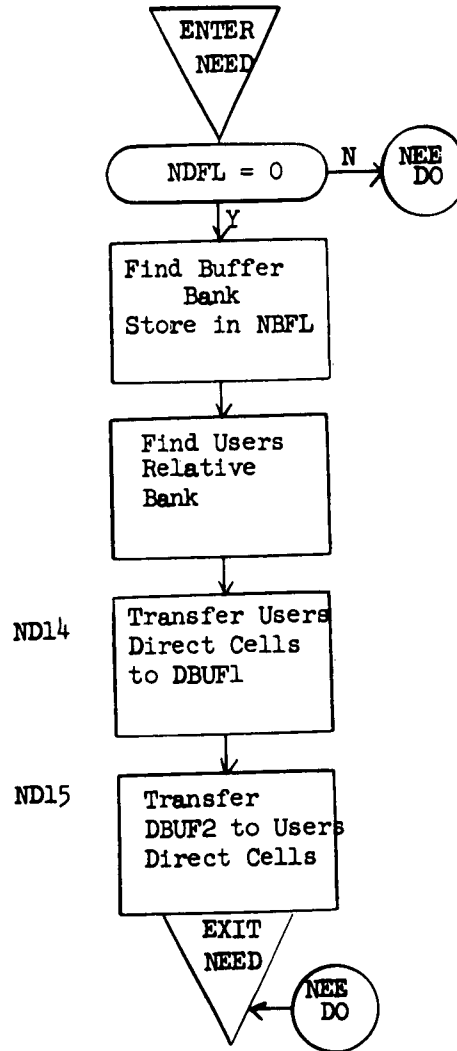 ENTER
NEED
NDFL = 0
N
NEE
DO
Y
Find Buffer
Bank
Store in NBFL
Find Users
Relative
Bank
ND14
Transfer Users
Direct Cells
to DBUF1
ND15
Transfer
DBUF2 to Users
Direct Cells
EXIT
NEED
NEE
DO